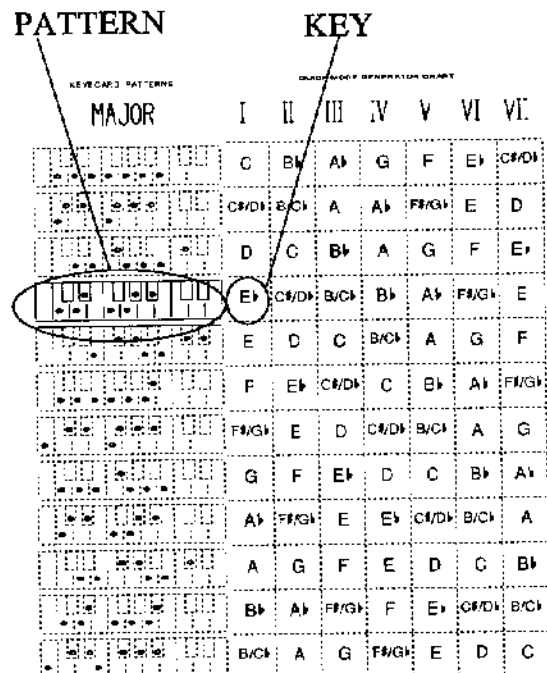 PATTERN KEY
KEYBOARD PATTERNS
MAJOR
I II III IV V VI VII
C B♭ A♭ G F E♭ C♯/D♭
C♯/D♭ B/C♭ A A♭ F♯/G♭ E D
D C B♭ A G F E♭
E♭ C♯/D♭ B/C♭ B♭ A♭ F♯/G♭ E
E D C B/C♭ A G F
F E♭ C♯/D♭ C B♭ A♭ F♯/G♭
F♯/G♭ E D C♯/D♭ B/C♭ A G
G F E♭ D C B♭ A♭
A♭ F♯/G♭ E E♭ C♯/D♭ B/C♭ A
A G F E D C B♭
B♭ A♭ F♯/G♭ F E♭ C♯/D♭ B/C♭
B/C♭ A G F♯/G♭ E D C